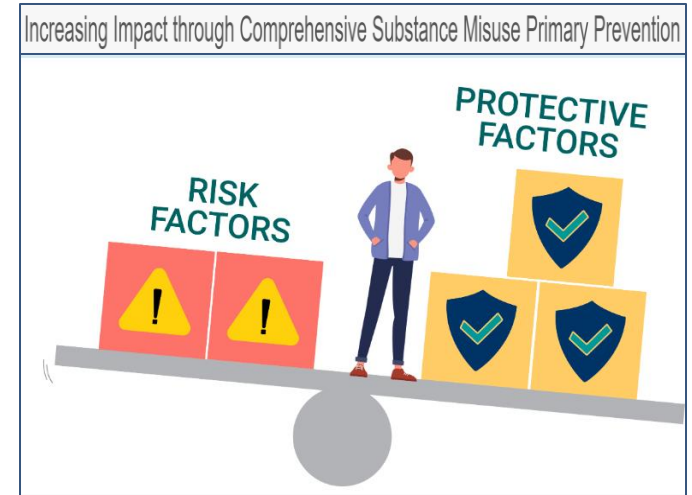 Increasing Impact through Comprehensive Substance Misuse Primary Prevention
PROTECTIVE
FACTORS
RISK
FACTORS
!
!